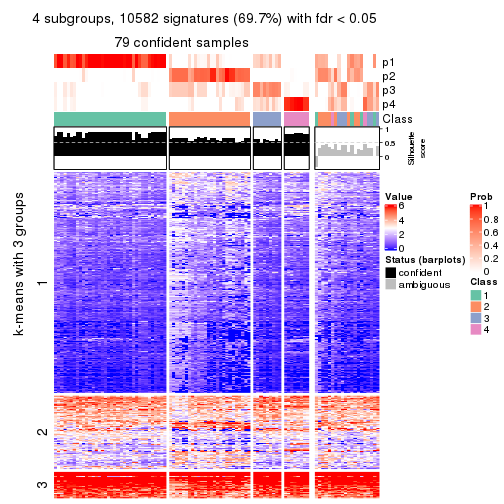 4 subgroups, 10582 signatures (69.7%) with fdr < 0.05
79 confident samples
p1
p2
p3
p4
Class
1
0.5
0
Silhouette
score
k-means with 3 groups
1
2
3
Value
6
4
2
0
Status (barplots)
confident
ambiguous
Prob
1
0.8
0.6
0.4
0.2
0
Class
1
2
3
4